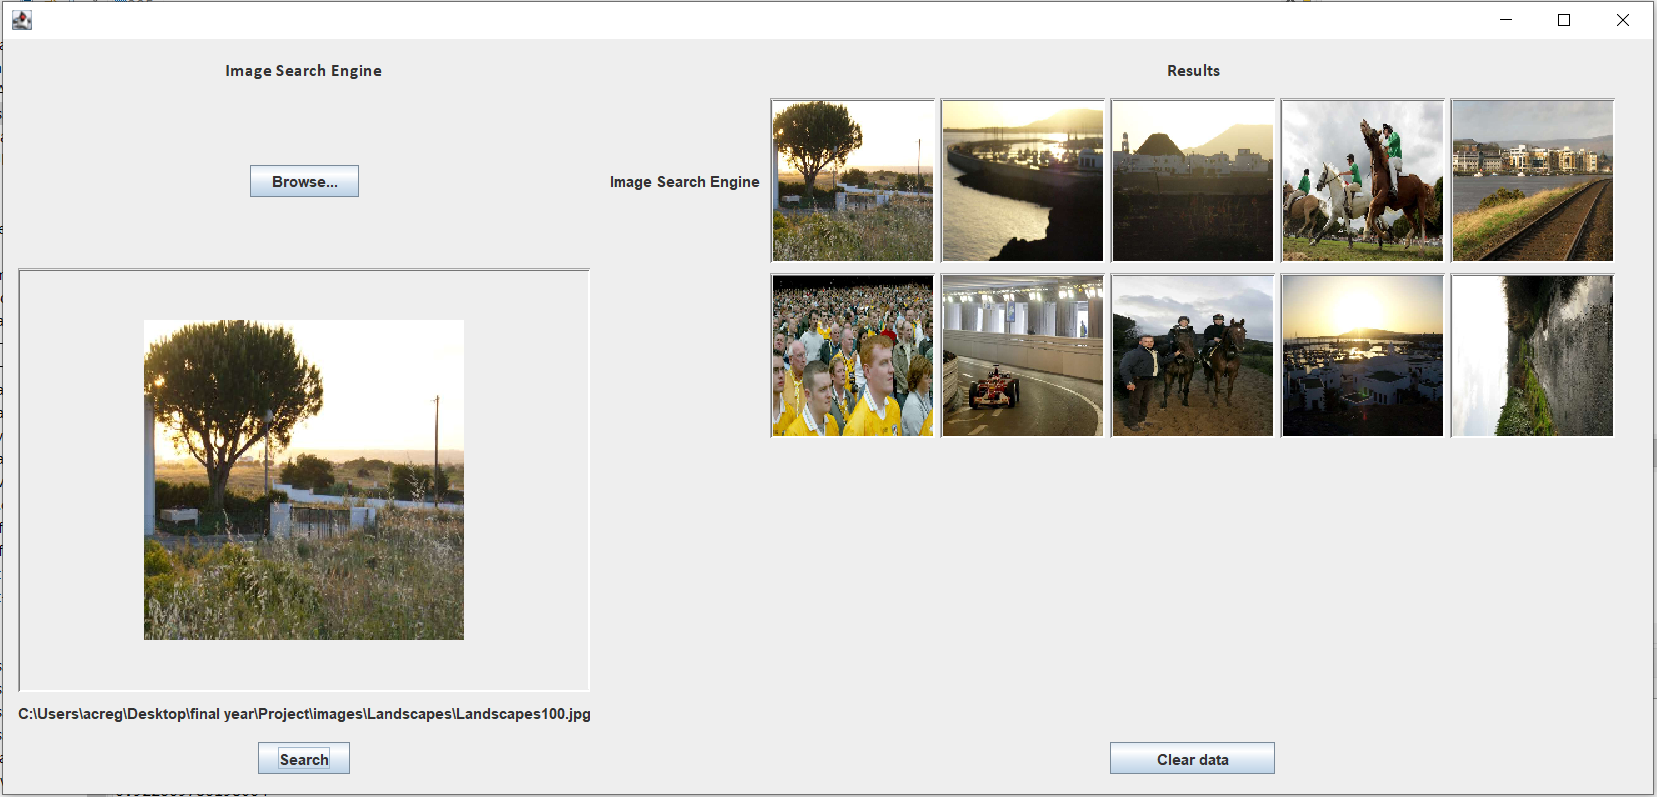 Image Search Engine
Results
Browse...
Image Search Engine
C:\Users\acreg\Desktop\final year\Project\images\Landscapes\Landscapes100.jpg
Search
Clear data